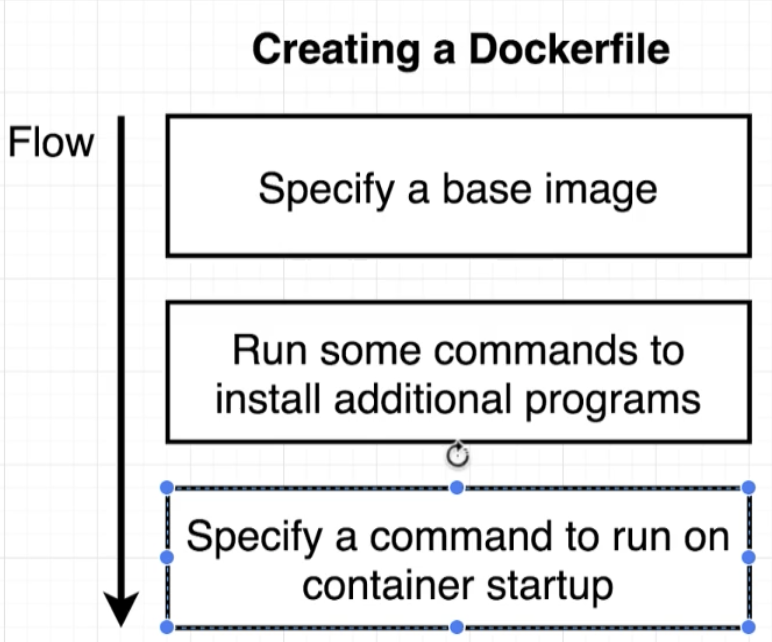 Creating a Dockerfile
Flow
Specify a base image
Run some commands to
install additional programs
Specify a command to run on
container startup